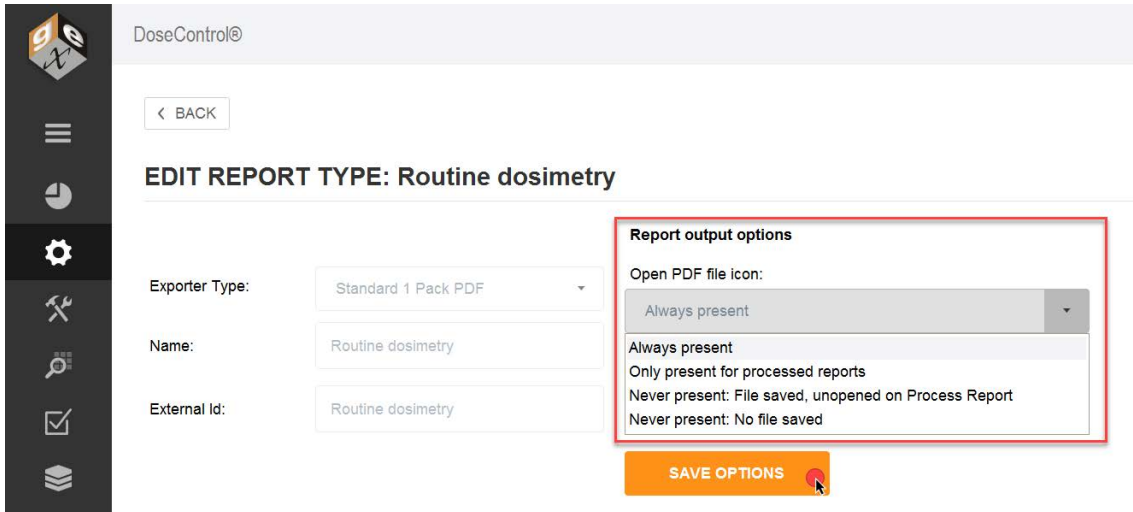 gex
DoseControl®
< BACK
EDIT REPORT TYPE: Routine dosimetry
Report output options
Open PDF file icon:
Exporter Type:
Standard 1 Pack PDF
Always present
Name:
Routine dosimetry
Always present
Only present for processed reports
Never present: File saved, unopened on Process Report
Never present: No file saved
External Id:
Routine dosimetry
SAVE OPTIONS